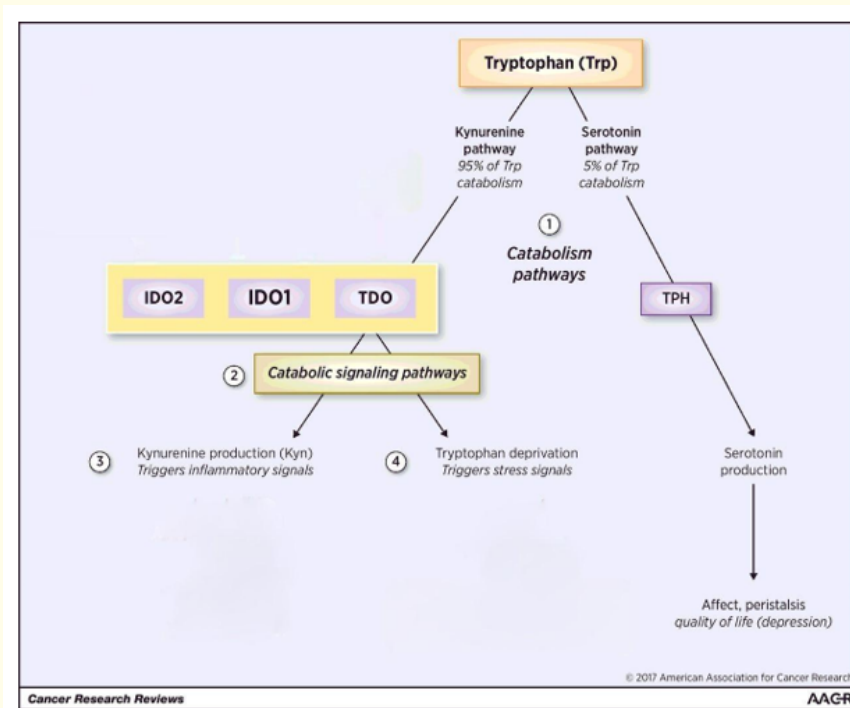 Tryptophan (Trp)
Kynurenine
pathway
95% of Trp
catabolism
Serotonin
pathway
5% of Trp
catabolism
1
Catabolism
pathways
IDO2
IDO1
TDO
TPH
2
Catabolic signaling pathways
3
Kynurenine production (Kyn)
Triggers inflammatory signals
4
Tryptophan deprivation
Triggers stress signals
Serotonin
production
Affect, peristalsis
quality of life (depression)
© 2017 American Association for Cancer Research
Cancer Research Reviews
AACR